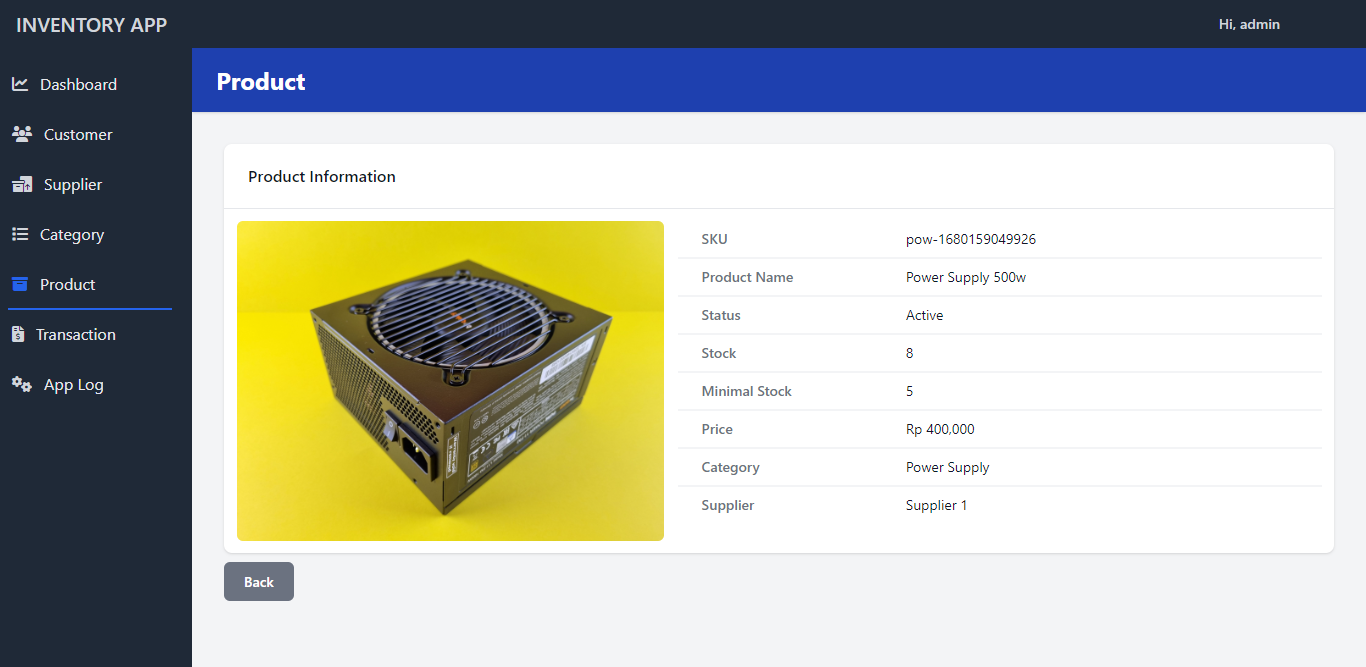 INVENTORY APP
Hi, admin
Dashboard
Customer
Supplier
Category
Product
Transaction
App Log
Product
Product Information
SKU pow-1680159049926
Product Name Power Supply 500w
Status Active
Stock 8
Minimal Stock 5
Price Rp 400,000
Category Power Supply
Supplier Supplier 1
Back